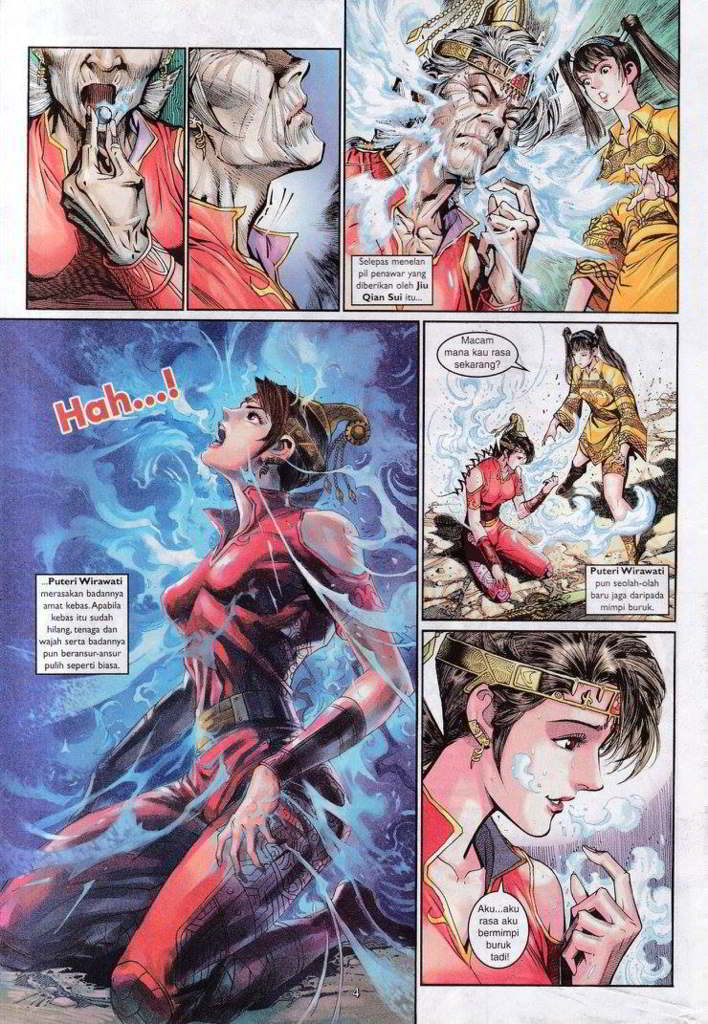 Selepas menelan
pil penawar yang
diberikan oleh Jiu
Qian Sui itu...
Hah...!
...Puteri Wirawati
merasakan badannya
amat kebas. Apabila
kebas itu sudah
hilang, tenaga dan
wajah serta badannya
pun beransur-ansur
pulih seperti biasa.
Macam
mana kau rasa
sekarang?
Puteri Wirawati
pun seolah-olah
baru jaga daripada
mimpi buruk.
Aku...aku
rasa aku
bermimpi
buruk
tadi!
4